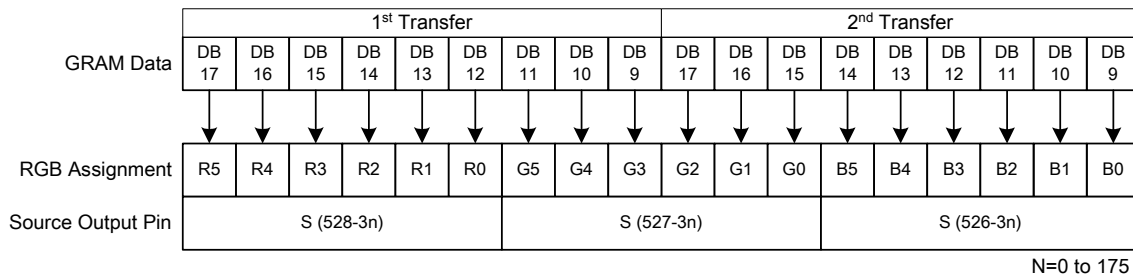 1st Transfer 2nd Transfer
GRAM Data DB 17 DB 16 DB 15 DB 14 DB 13 DB 12 DB 11 DB 10 DB 9 DB 17 DB 16 DB 15 DB 14 DB 13 DB 12 DB 11 DB 10 DB 9
RGB Assignment R5 R4 R3 R2 R1 R0 G5 G4 G3 G2 G1 G0 B5 B4 B3 B2 B1 B0
Source Output Pin S (528-3n) S (527-3n) S (526-3n)
N=0 to 175